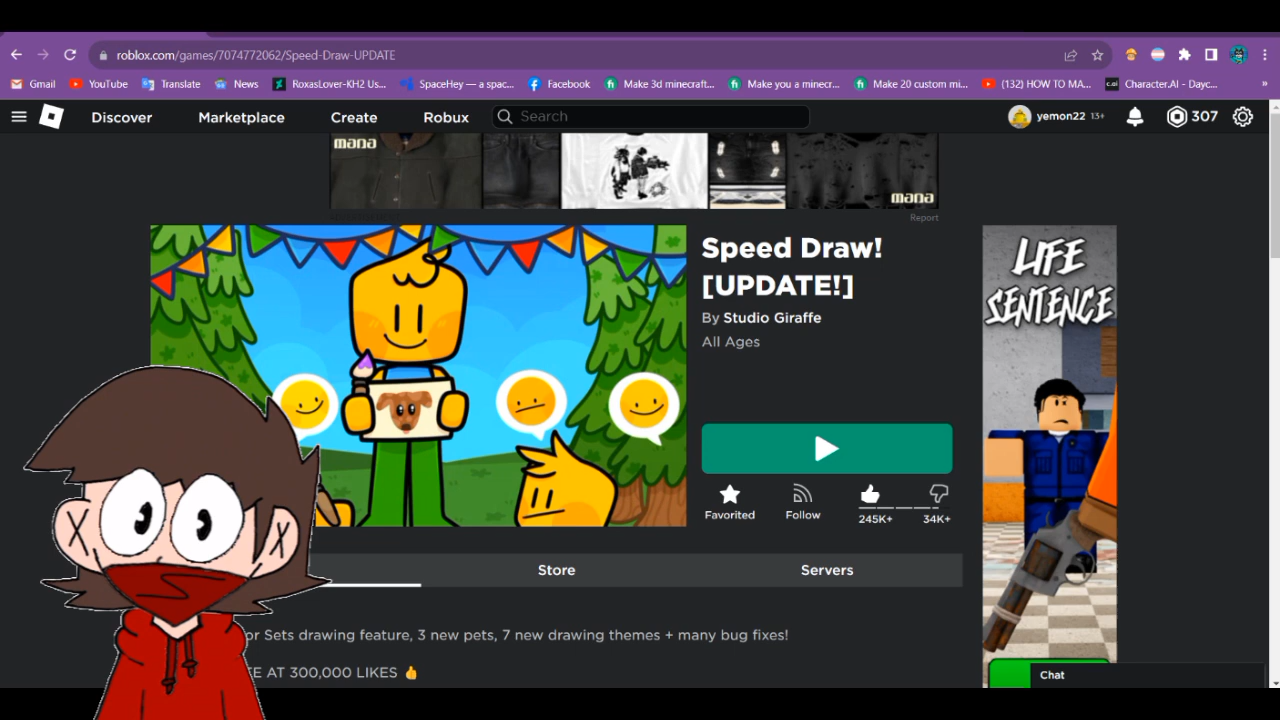 roblox.com/games/7074772062/Speed-Draw-UPDATE
Gmail YouTube Translate News RoxasLover-KH2 Us... SpaceHey — a spac... Facebook Make 3d minecraft... Make you a minecr... Make 20 custom mi... (132) HOW TO MA... c.ai Character.AI - Dayc... »
Discover Marketplace Create Robux Search yemon22 13+ 307
mana
mana
Report
Speed Draw!
[UPDATE!]
By Studio Giraffe
All Ages
LIFE
SENTENCE
Favorited Follow 245K+ 34K+
Store Servers
or Sets drawing feature, 3 new pets, 7 new drawing themes + many bug fixes!
E AT 300,000 LIKES 👍
Chat